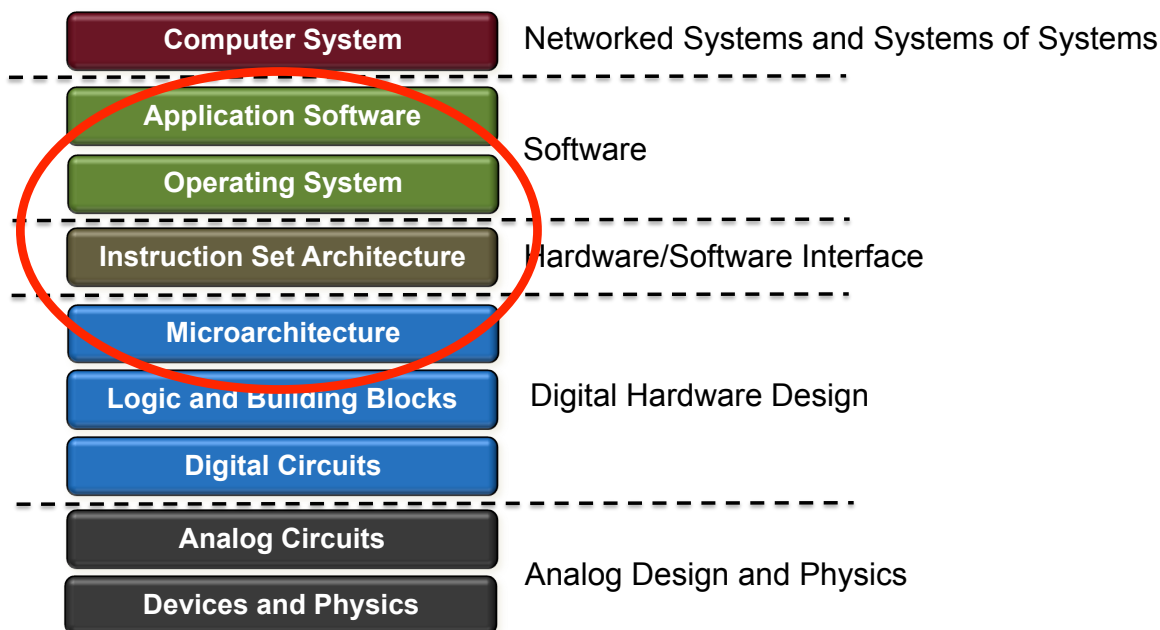 Computer System
Networked Systems and Systems of Systems
Application Software
Software
Operating System
Instruction Set Architecture
Hardware/Software Interface
Microarchitecture
Logic and Building Blocks
Digital Hardware Design
Digital Circuits
Analog Circuits
Analog Design and Physics
Devices and Physics